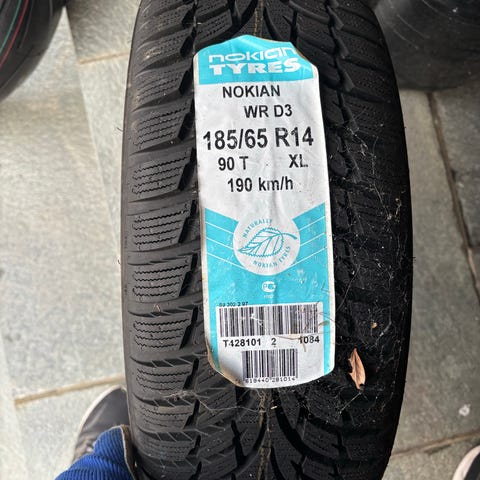 nokian
TYRES
NOKIAN
WR D3
185/65 R14
90 T XL
190 km/h
NATURALLY
NOKIAN TYRES
T428101 2 1084